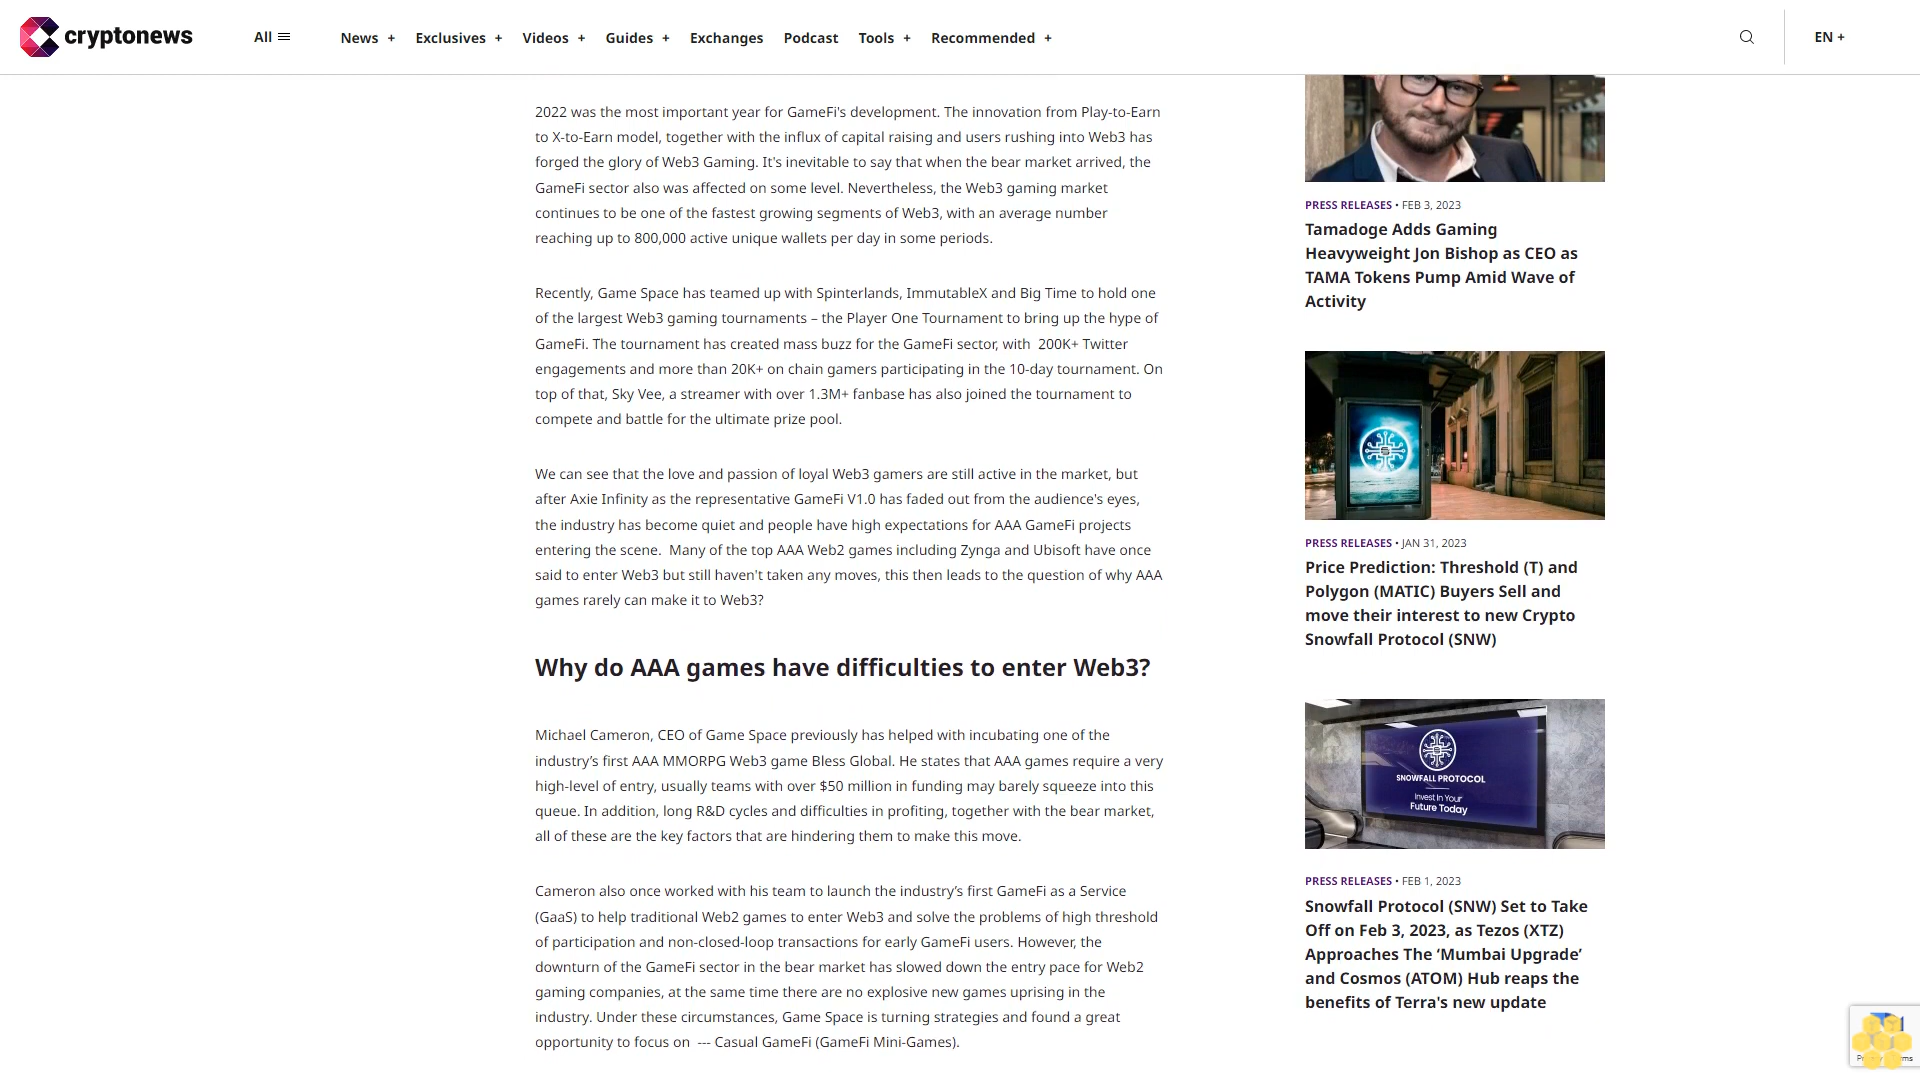 cryptonews
All
News +
Exclusives +
Videos +
Guides +
Exchanges
Podcast
Tools +
Recommended +
EN +
2022 was the most important year for GameFi's development. The innovation from Play-to-Earn
to X-to-Earn model, together with the influx of capital raising and users rushing into Web3 has
forged the glory of Web3 Gaming. It's inevitable to say that when the bear market arrived, the
GameFi sector also was affected on some level. Nevertheless, the Web3 gaming market
continues to be one of the fastest growing segments of Web3, with an average number
reaching up to 800,000 active unique wallets per day in some periods.
Recently, Game Space has teamed up with Spinterlands, ImmutableX and Big Time to hold one
of the largest Web3 gaming tournaments – the Player One Tournament to bring up the hype of
GameFi. The tournament has created mass buzz for the GameFi sector, with  200K+ Twitter
engagements and more than 20K+ on chain gamers participating in the 10-day tournament. On
top of that, Sky Vee, a streamer with over 1.3M+ fanbase has also joined the tournament to
compete and battle for the ultimate prize pool.
We can see that the love and passion of loyal Web3 gamers are still active in the market, but
after Axie Infinity as the representative GameFi V1.0 has faded out from the audience's eyes,
the industry has become quiet and people have high expectations for AAA GameFi projects
entering the scene.  Many of the top AAA Web2 games including Zynga and Ubisoft have once
said to enter Web3 but still haven't taken any moves, this then leads to the question of why AAA
games rarely can make it to Web3?
Why do AAA games have difficulties to enter Web3?
Michael Cameron, CEO of Game Space previously has helped with incubating one of the
industry’s first AAA MMORPG Web3 game Bless Global. He states that AAA games require a very
high-level of entry, usually teams with over $50 million in funding may barely squeeze into this
queue. In addition, long R&D cycles and difficulties in profiting, together with the bear market,
all of these are the key factors that are hindering them to make this move.
Cameron also once worked with his team to launch the industry’s first GameFi as a Service
(GaaS) to help traditional Web2 games to enter Web3 and solve the problems of high threshold
of participation and non-closed-loop transactions for early GameFi users. However, the
downturn of the GameFi sector in the bear market has slowed down the entry pace for Web2
gaming companies, at the same time there are no explosive new games uprising in the
industry. Under these circumstances, Game Space is turning strategies and found a great
opportunity to focus on  --- Casual GameFi (GameFi Mini-Games).
PRESS RELEASES • FEB 3, 2023
Tamadoge Adds Gaming
Heavyweight Jon Bishop as CEO as
TAMA Tokens Pump Amid Wave of
Activity
PRESS RELEASES • JAN 31, 2023
Price Prediction: Threshold (T) and
Polygon (MATIC) Buyers Sell and
move their interest to new Crypto
Snowfall Protocol (SNW)
SNOWFALL PROTOCOL
Invest In Your
Future Today
PRESS RELEASES • FEB 1, 2023
Snowfall Protocol (SNW) Set to Take
Off on Feb 3, 2023, as Tezos (XTZ)
Approaches The ‘Mumbai Upgrade’
and Cosmos (ATOM) Hub reaps the
benefits of Terra's new update